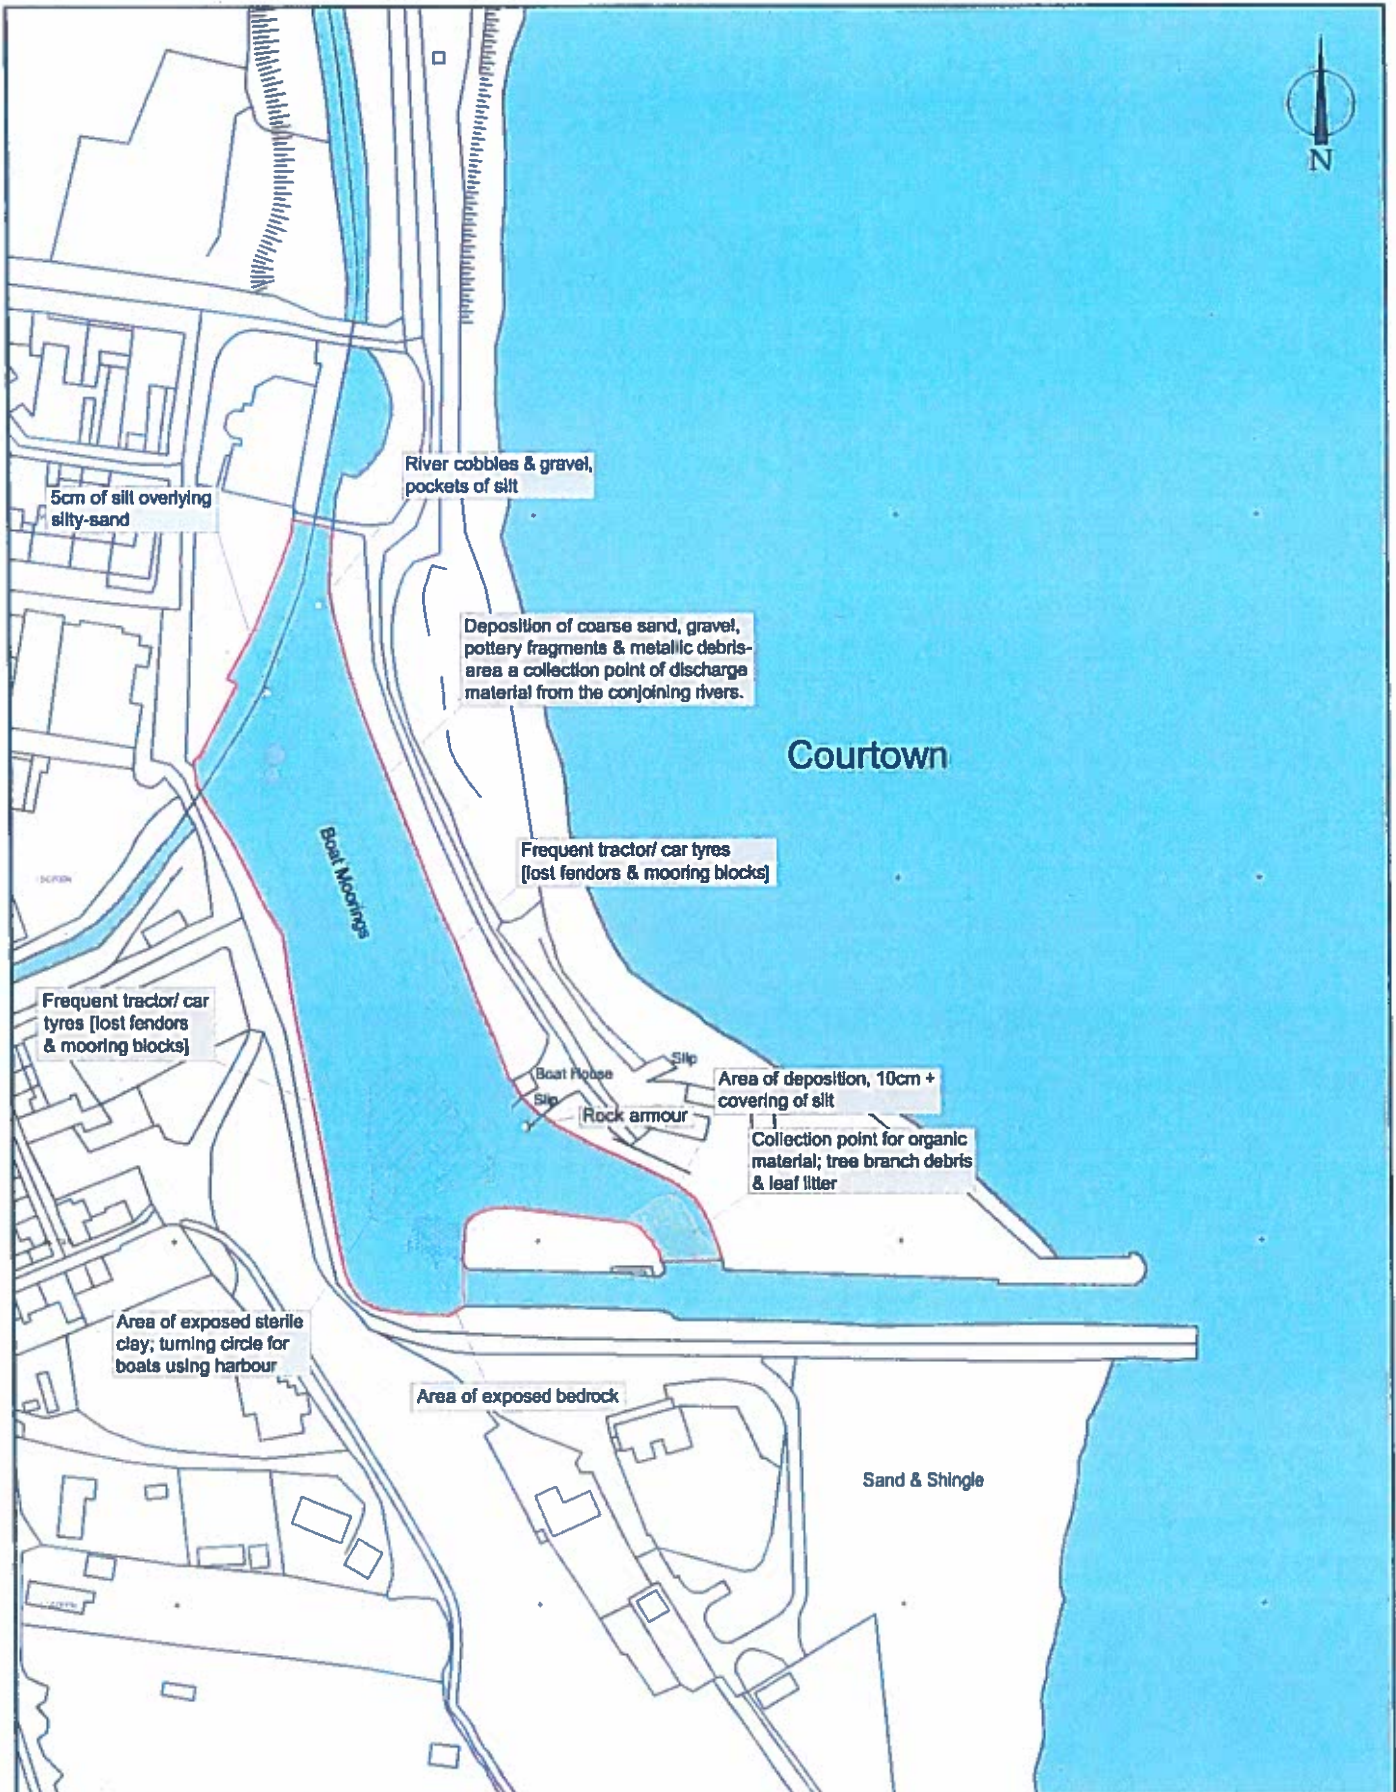 N
River cobbles & gravel,
pockets of silt
5cm of silt overlying
silty-sand
Deposition of coarse sand, gravel,
pottery fragments & metallic debris-
area a collection point of discharge
material from the conjoining rivers.
Courtown
Boat Moorings
Frequent tractor/ car tyres
[lost fendors & mooring blocks]
Frequent tractor/ car
tyres [lost fendors
& mooring blocks]
Slip
Boat House
Slip
Rock armour
Area of deposition, 10cm +
covering of silt
Collection point for organic
material; tree branch debris
& leaf litter
Area of exposed sterile
clay; turning circle for
boats using harbour
Area of exposed bedrock
Sand & Shingle